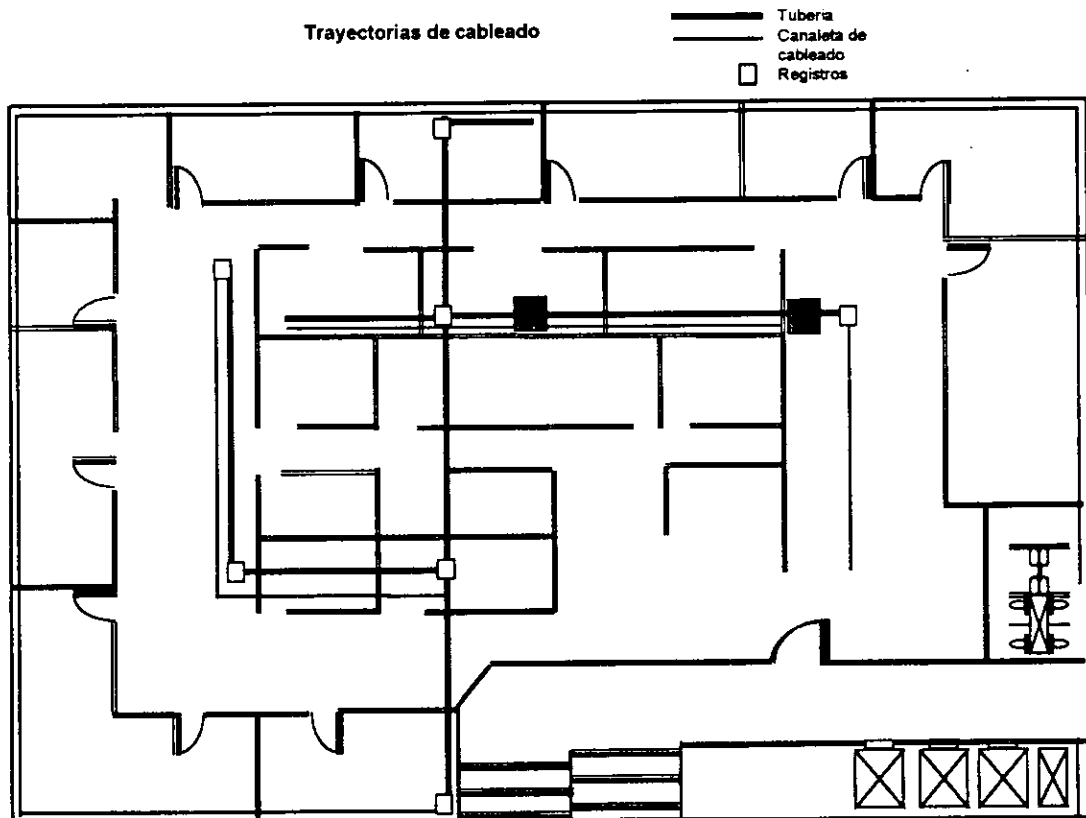 Trayectorias de cableado
Tuberia
Canaleta de
cableado
Registros